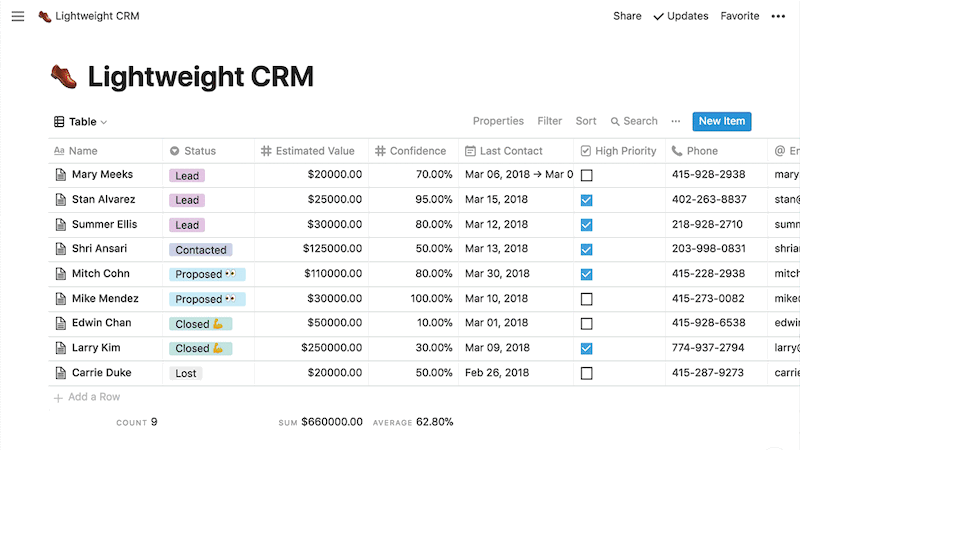 Lightweight CRM Share Updates Favorite •••
Lightweight CRM
Table Properties Filter Sort Search ••• New Item
Aa Name Status Estimated Value Confidence Last Contact High Priority Phone @ Em
Mary Meeks Lead $20000.00 70.00% Mar 06, 2018 → Mar 0 415-928-2938 mary
Stan Alvarez Lead $25000.00 95.00% Mar 15, 2018 402-263-8837 stan@
Summer Ellis Lead $30000.00 80.00% Mar 12, 2018 218-928-2710 summ
Shri Ansari Contacted $125000.00 50.00% Mar 13, 2018 203-998-0831 shria
Mitch Cohn Proposed 👀 $110000.00 80.00% Mar 30, 2018 415-228-2938 mitch
Mike Mendez Proposed 👀 $30000.00 100.00% Mar 10, 2018 415-273-0082 mike@
Edwin Chan Closed 💪 $50000.00 10.00% Mar 01, 2018 415-928-6538 edwin
Larry Kim Closed 💪 $250000.00 30.00% Mar 09, 2018 774-937-2794 larry@
Carrie Duke Lost $20000.00 50.00% Feb 26, 2018 415-287-9273 carrie
+ Add a Row
COUNT 9 SUM $660000.00 AVERAGE 62.80%